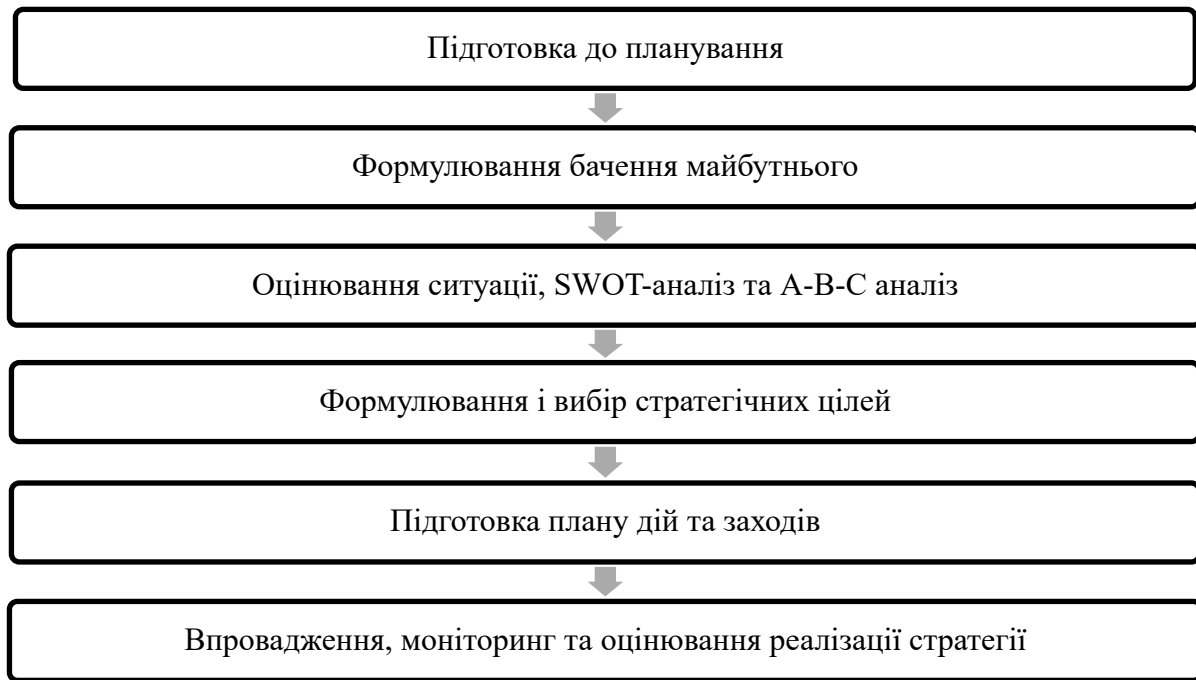 Підготовка до планування
Формулювання бачення майбутнього
Оцінювання ситуації, SWOT-аналіз та А-В-С аналіз
Формулювання і вибір стратегічних цілей
Підготовка плану дій та заходів
Впровадження, моніторинг та оцінювання реалізації стратегії